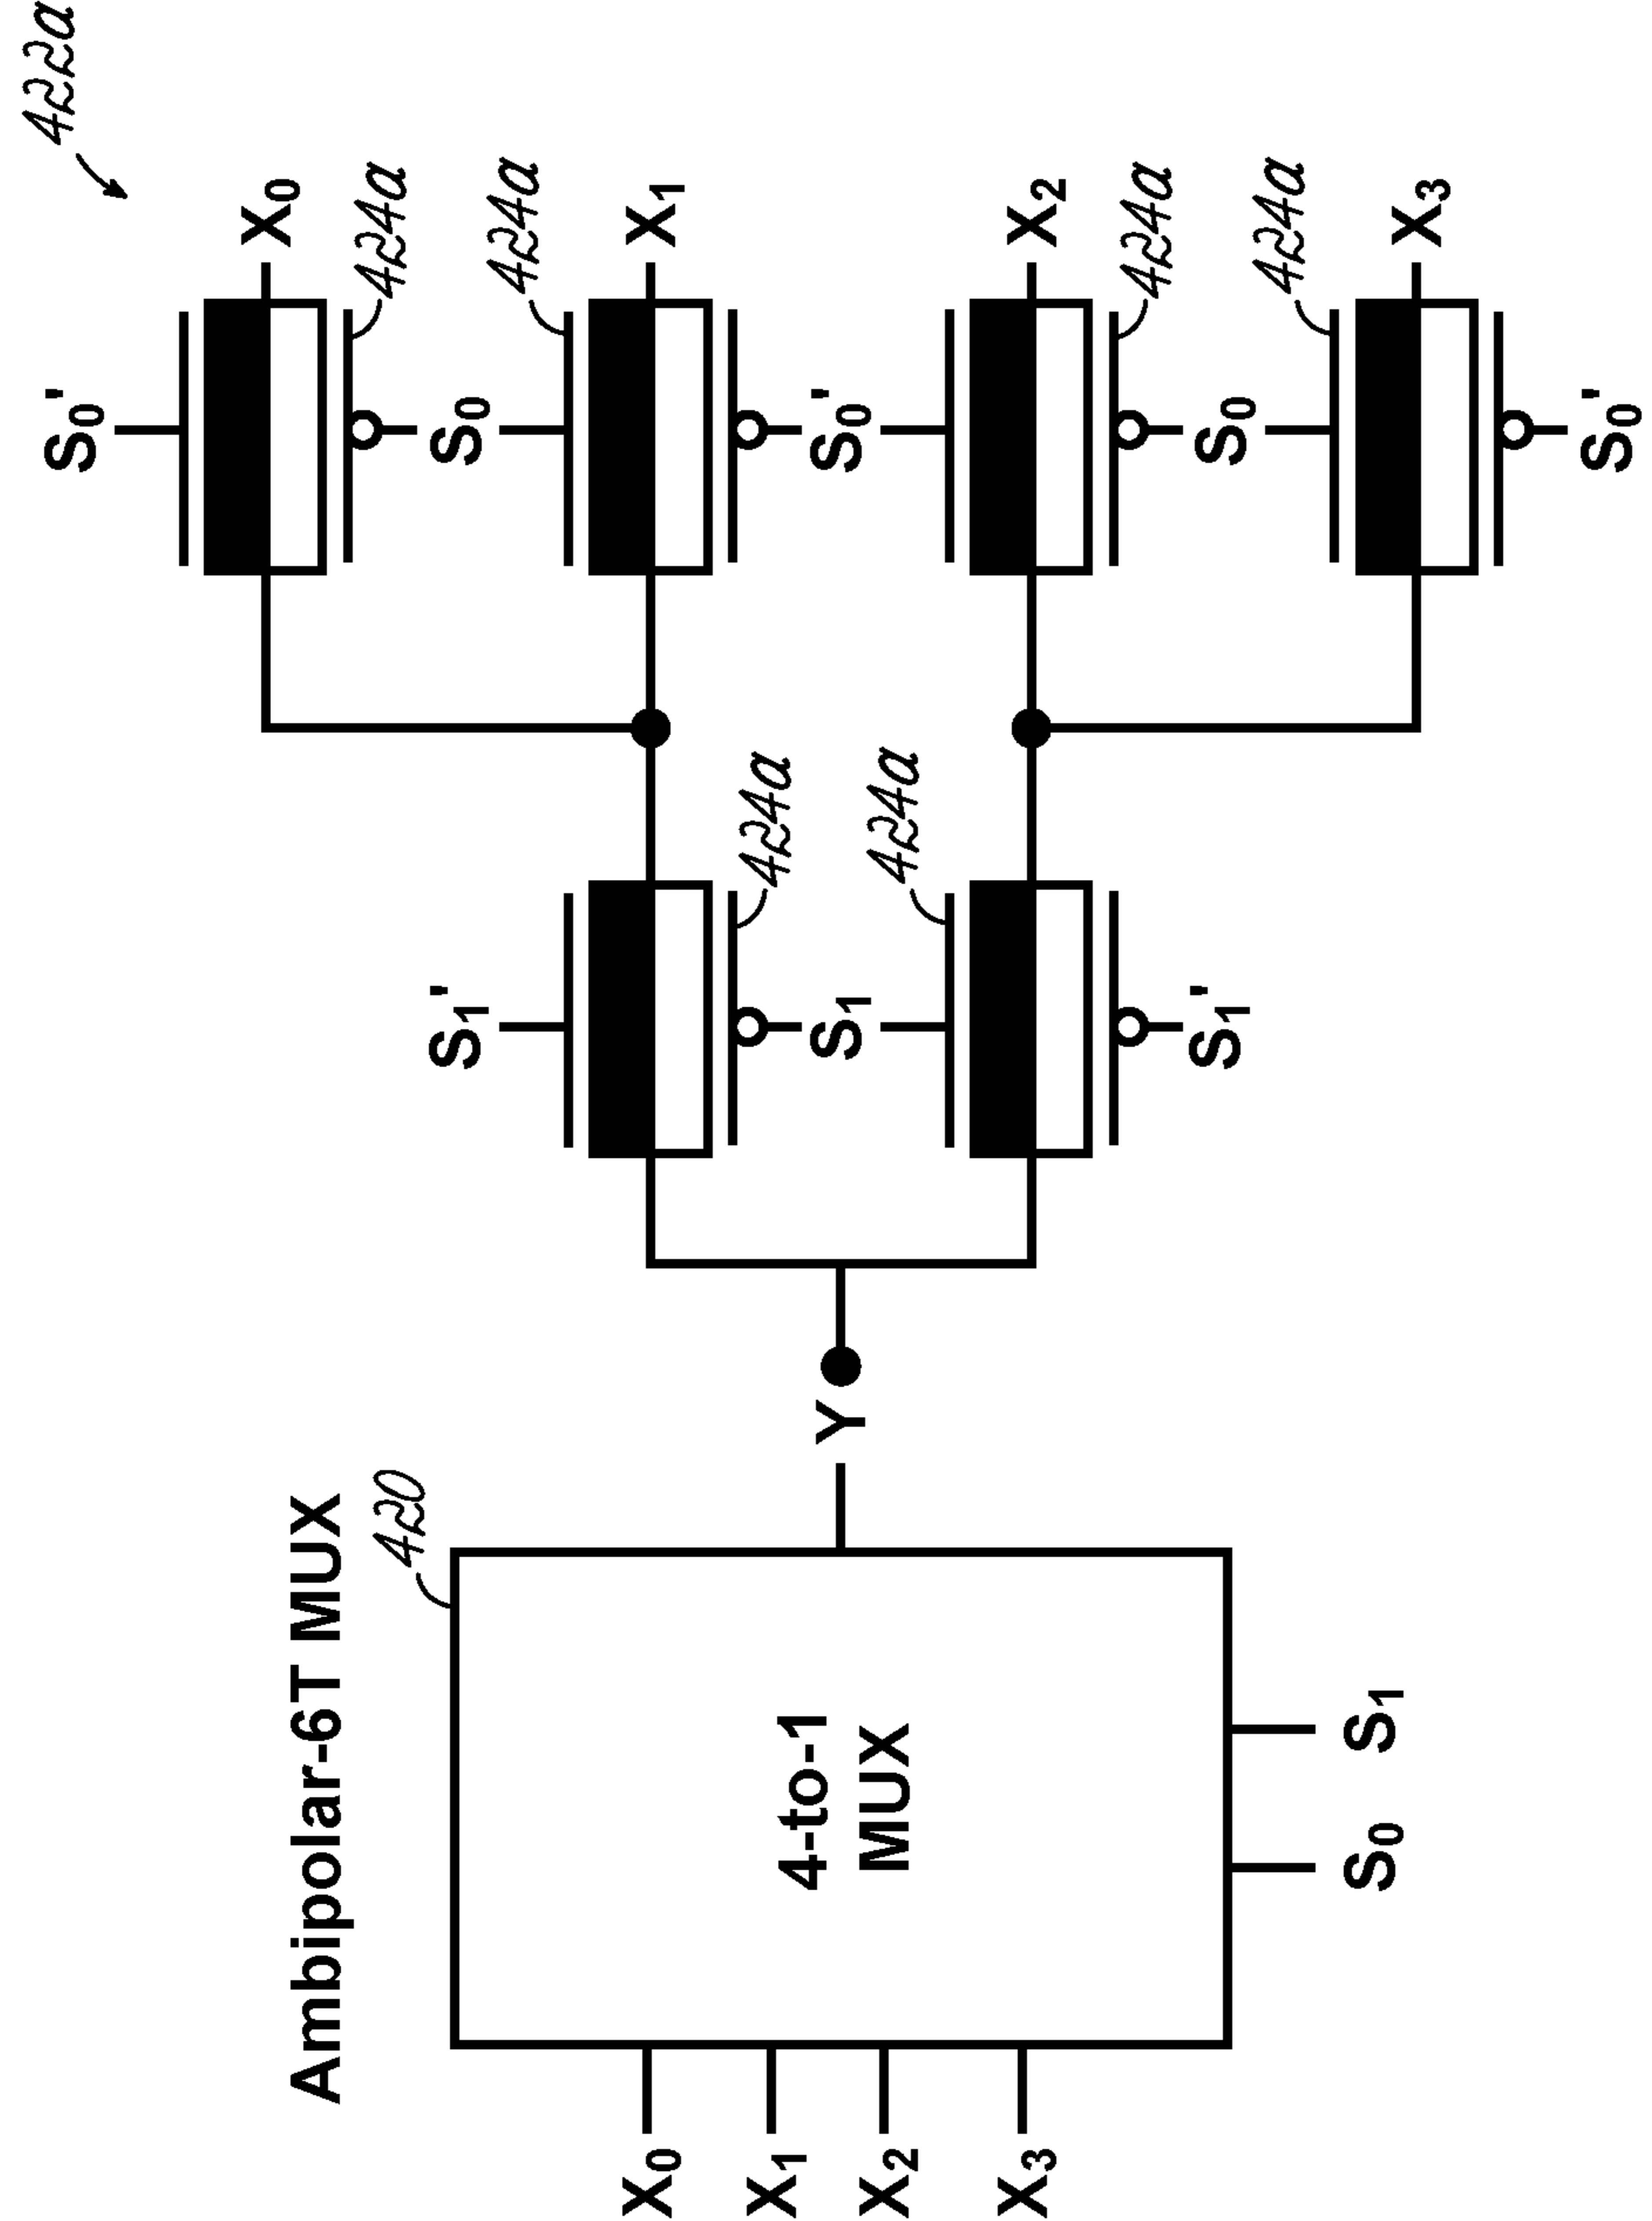 Ambipolar-6T MUX
420
4-to-1
MUX
X0
X1
X2
X3
S0
S1
Y
422a
S1'
424a
S1
424a
S1'
S0'
X0
424a
S0
424a
X1
S0'
X2
424a
S0
424a
X3
S0'